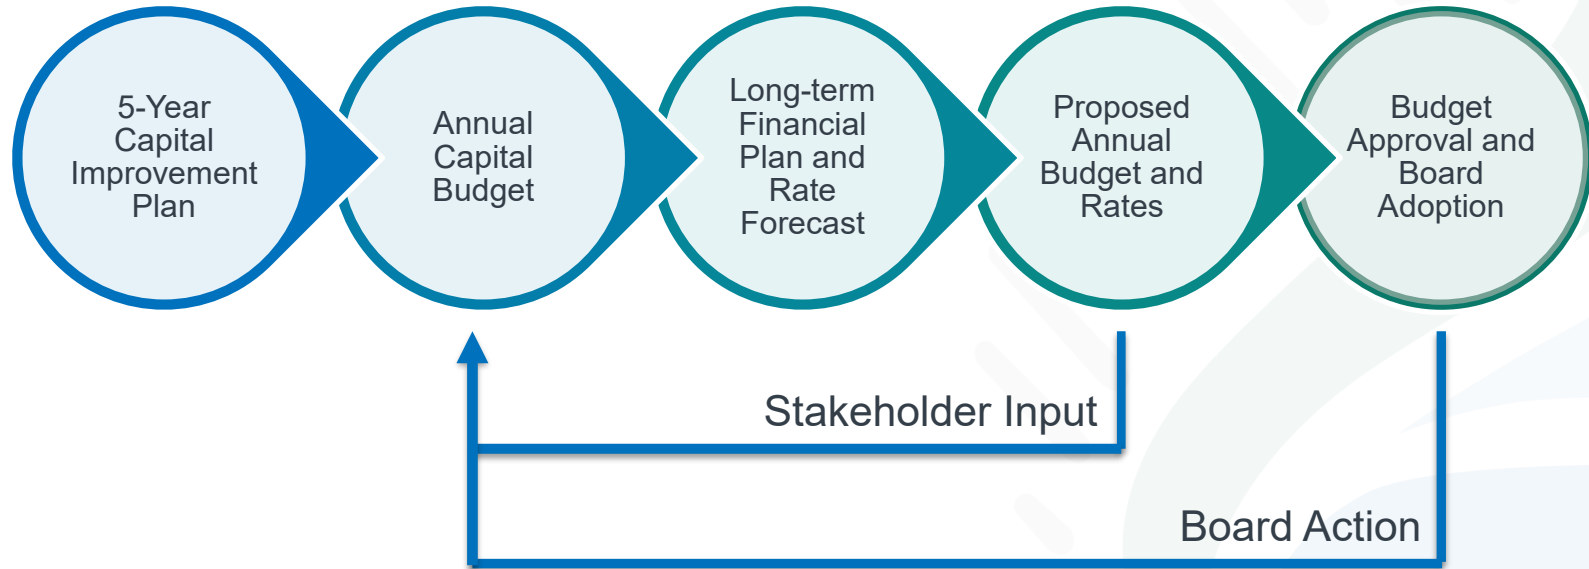 5-Year
Capital
Improvement
Plan
Annual
Capital
Budget
Long-term
Financial
Plan and
Rate
Forecast
Proposed
Annual
Budget and
Rates
Budget
Approval and
Board
Adoption
Stakeholder Input
Board Action